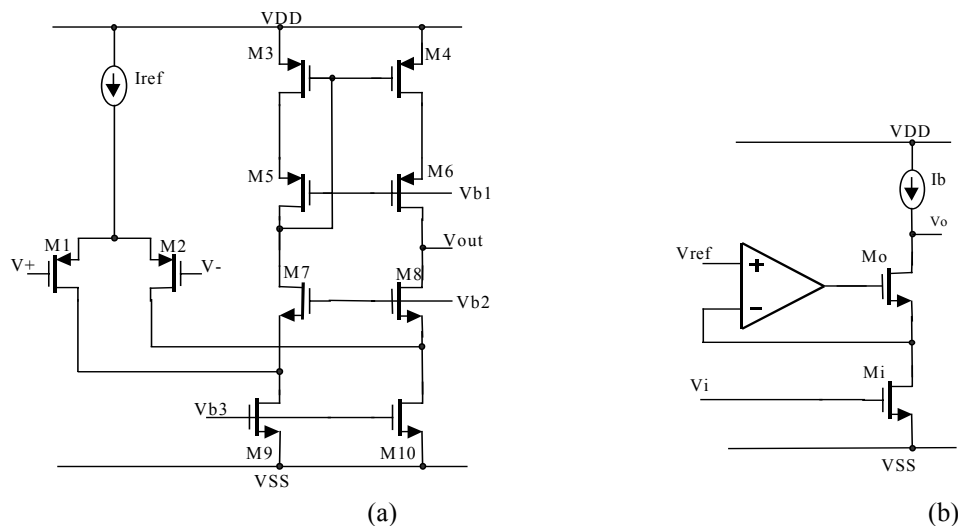 VDD
M3
M4
Iref
M5
M6
Vb1
M1
M2
V+
V-
Vout
M7
M8
Vb2
Vb3
M9
M10
VSS
(a)
VDD
Ib
Vo
Vref
+
-
Mo
Mi
Vi
VSS
(b)